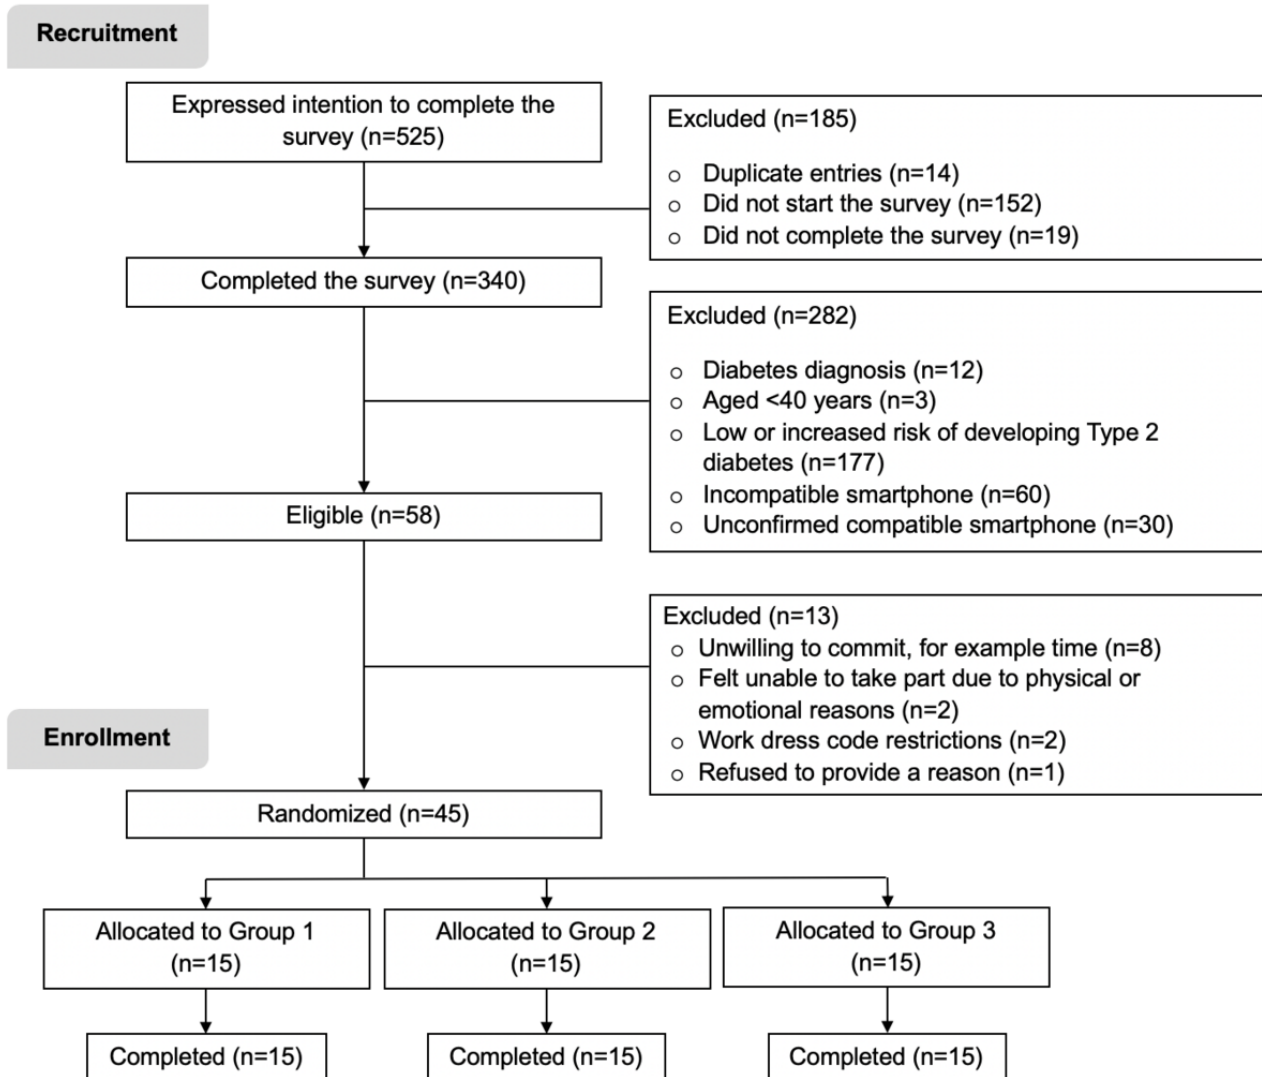 Recruitment
Expressed intention to complete the
survey (n=525)
Excluded (n=185)
o Duplicate entries (n=14)
o Did not start the survey (n=152)
o Did not complete the survey (n=19)
Completed the survey (n=340)
Excluded (n=282)
o Diabetes diagnosis (n=12)
o Aged <40 years (n=3)
o Low or increased risk of developing Type 2
diabetes (n=177)
o Incompatible smartphone (n=60)
o Unconfirmed compatible smartphone (n=30)
Eligible (n=58)
Excluded (n=13)
o Unwilling to commit, for example time (n=8)
o Felt unable to take part due to physical or
emotional reasons (n=2)
o Work dress code restrictions (n=2)
o Refused to provide a reason (n=1)
Enrollment
Randomized (n=45)
Allocated to Group 1
(n=15)
Allocated to Group 2
(n=15)
Allocated to Group 3
(n=15)
Completed (n=15)
Completed (n=15)
Completed (n=15)